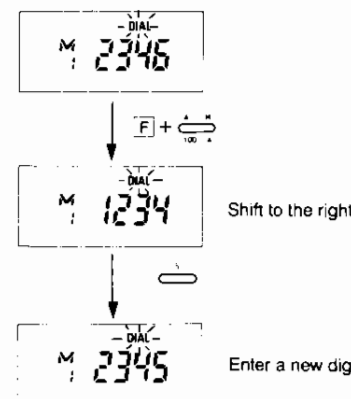 DIAL
M 2346
1
F +
100
DIAL
M 1234
1
Shift to the right
DIAL
M 2345
1
Enter a new dig